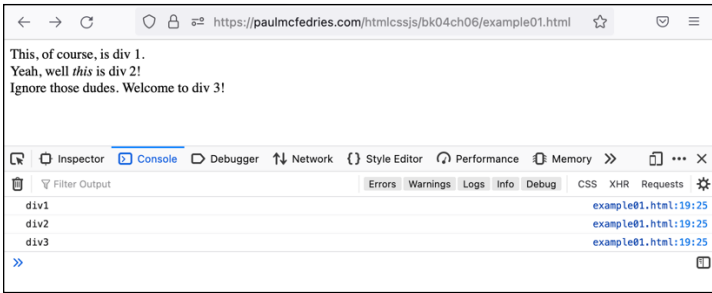 https://paulmcfedries.com/htmlcssjs/bk04ch06/example01.html
This, of course, is div 1.
Yeah, well this is div 2!
Ignore those dudes. Welcome to div 3!
Inspector Console Debugger Network {} Style Editor Performance Memory
Filter Output Errors Warnings Logs Info Debug CSS XHR Requests
div1 example01.html:19:25
div2 example01.html:19:25
div3 example01.html:19:25